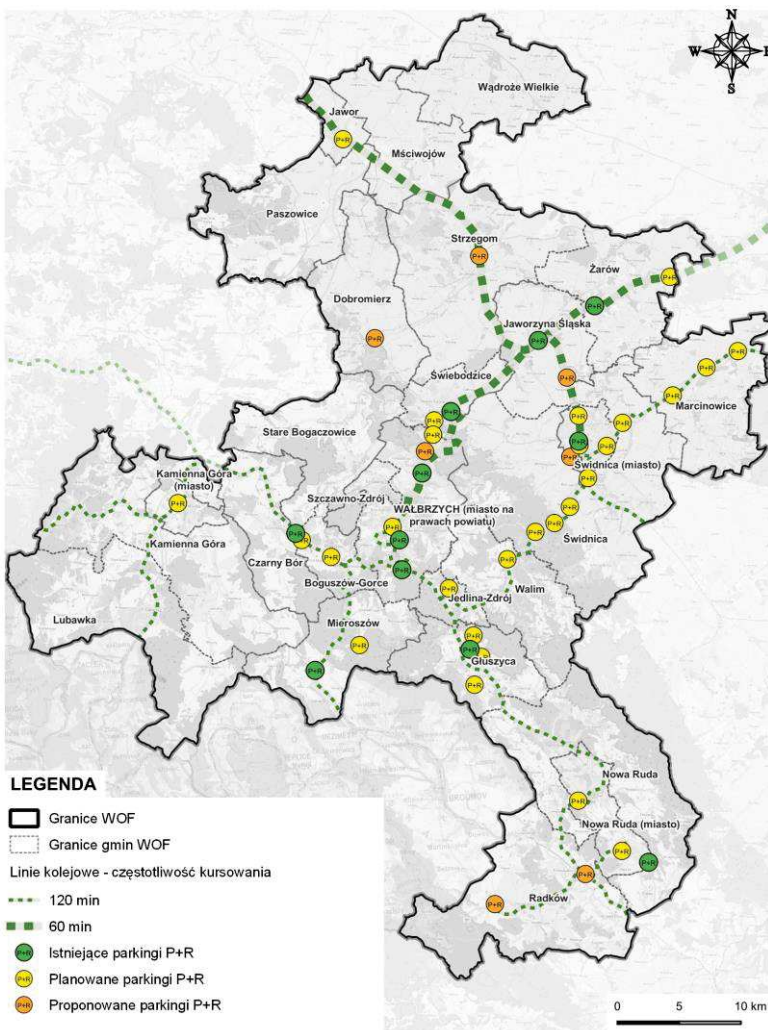 N
W
E
S
Wądroże Wielkie
Jawor
P+R
Mściwojów
Paszowice
Strzegom
P+R
Żarów
P+R
P+R
Dobromierz
P+R
Jaworzyna Śląska
P+R
Świebodzice
P+R
P+R
P+R
P+R
Marcinowice
P+R
P+R
P+R
P+R
P+R
P+R
P+R
Stare Bogaczowice
P+R
P+R
P+R
Świdnica (miasto)
Kamienna Góra
(miasto)
P+R
P+R
Szczawno-Zdrój
P+R
WAŁBRZYCH (miasto na
prawach powiatu)
P+R
P+R
P+R
P+R
Świdnica
Kamienna Góra
P+R
P+R
P+R
P+R
P+R
Czarny Bór
P+R
Boguszów-Gorce
P+R
Walim
P+R
Jedlina-Zdrój
Lubawka
Mieroszów
P+R
P+R
P+R
P+R
Głuszyca
P+R
P+R
Nowa Ruda
P+R
Nowa Ruda (miasto)
P+R
P+R
P+R
Radków
P+R
LEGENDA
Granice WOF
Granice gmin WOF
Linie kolejowe - częstotliwość kursowania
120 min
60 min
P+R Istniejące parkingi P+R
P+R Planowane parkingi P+R
P+R Proponowane parkingi P+R
0 5 10 km